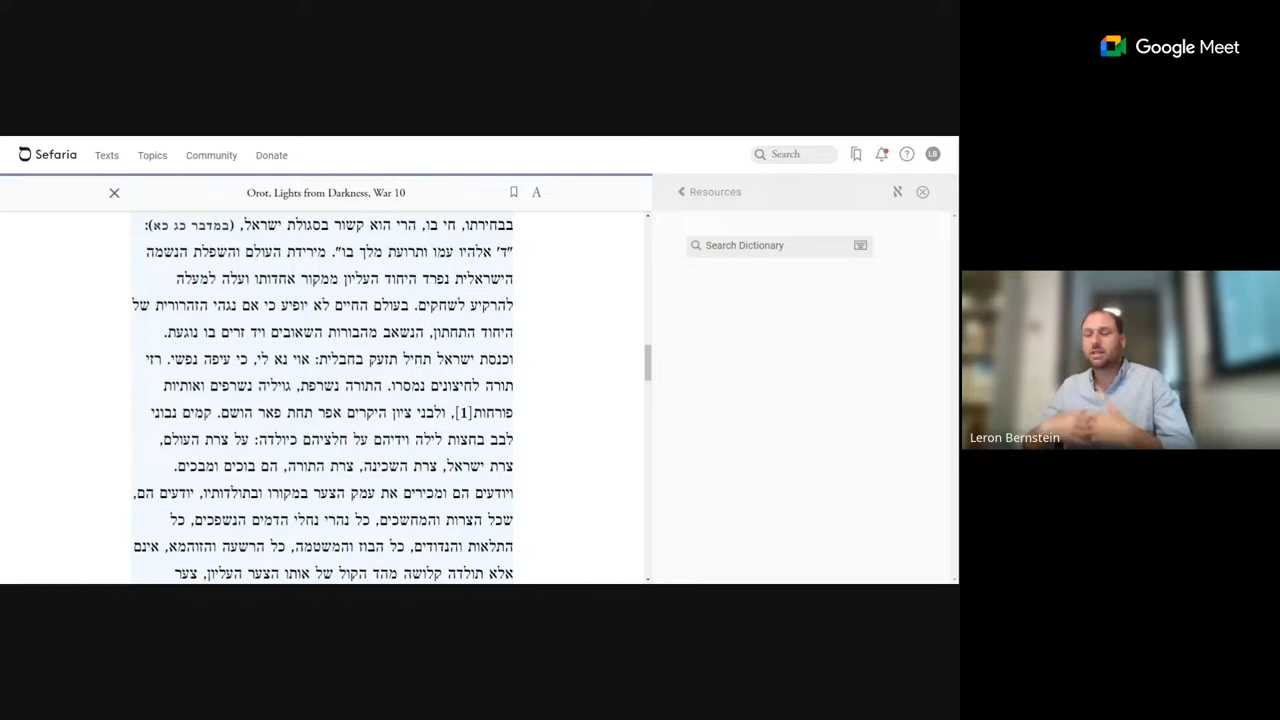 Google Meet
Sefaria
Texts
Topics
Community
Donate
Search
LB
Orot, Lights from Darkness, War 10
A
Resources
Search Dictionary
בבחירתו, חי בו, הרי הוא קשור בסגולת ישראל, (במדבר כג כא):
"ד' אלהיו עמו ותרועת מלך בו". מירידת העולם והשפלת הנשמה
הישראלית נפרד היחוד העליון ממקור אחדותו ועלה למעלה
להרקיע לשחקים. בעולם החיים לא יופיע כי אם נגהי הזהרורית של
היחוד התחתון, הנשאב מהבורות השאובים ויד זרים בו נוגעת.
וכנסת ישראל תחיל תזעק בחבלית: אוי נא לי, כי עיפה נפשי. רזי
תורה לחיצונים נמסרו. התורה נשרפת, גויליה נשרפים ואותיות
פורחות[1], ולבני ציון היקרים אפר תחת פאר הושם. קמים נבוני
לבב בחצות לילה וידיהם על חלציהם כיולדה: על צרת העולם,
צרת ישראל, צרת השכינה, צרת התורה, הם בוכים ומבכים.
ויודעים הם ומכירים את עמק הצער במקורו ובתולדותיו, יודעים הם,
שכל הצרות והמחשכים, כל נהרי נחלי הדמים הנשפכים, כל
התלאות והנדודים, כל הבוז והמשטמה, כל הרשעה והזוהמא, אינם
אלא תולדה קלושה מהד הקול של אותו הצער העליון, צער
Leron Bernstein